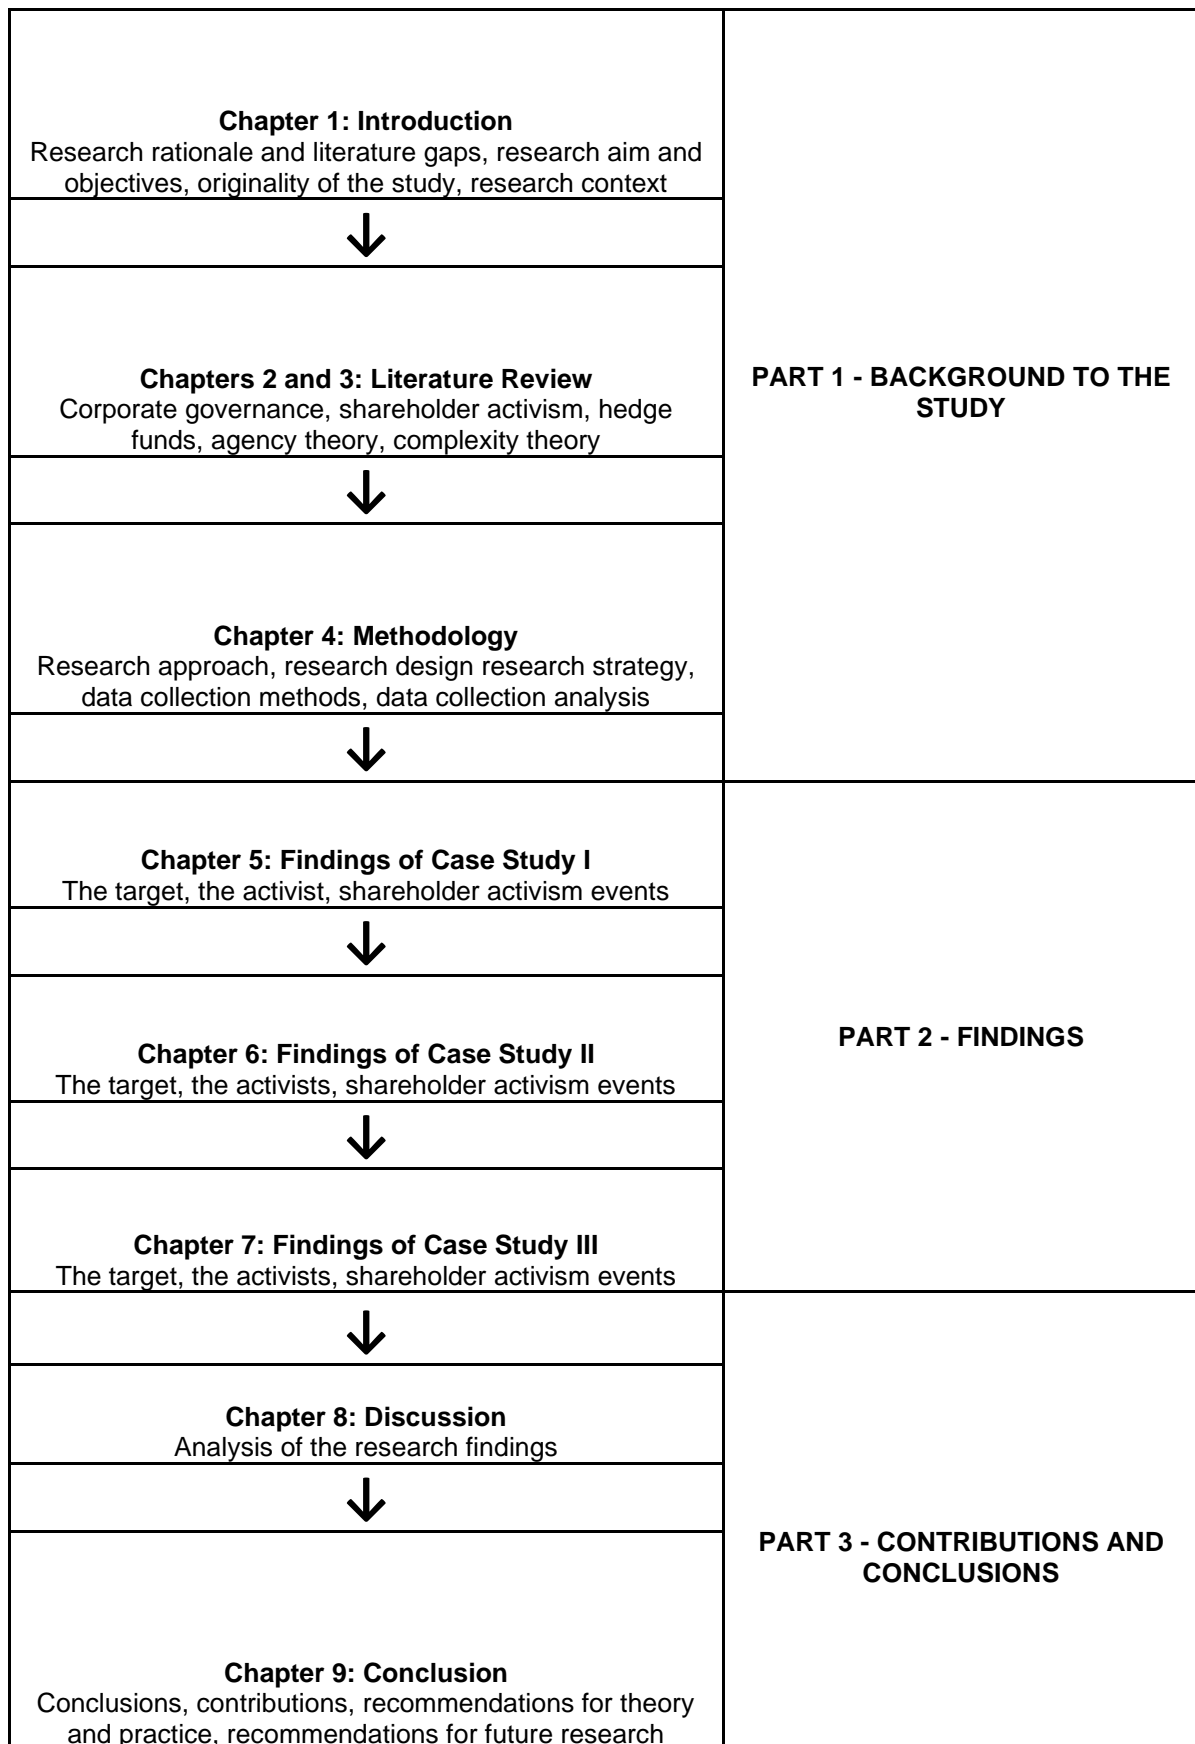 Chapter 1: Introduction
Research rationale and literature gaps, research aim and
objectives, originality of the study, research context
Chapters 2 and 3: Literature Review
Corporate governance, shareholder activism, hedge
funds, agency theory, complexity theory
PART 1 - BACKGROUND TO THE
STUDY
Chapter 4: Methodology
Research approach, research design research strategy,
data collection methods, data collection analysis
Chapter 5: Findings of Case Study I
The target, the activist, shareholder activism events
Chapter 6: Findings of Case Study II
The target, the activists, shareholder activism events
PART 2 - FINDINGS
Chapter 7: Findings of Case Study III
The target, the activists, shareholder activism events
Chapter 8: Discussion
Analysis of the research findings
PART 3 - CONTRIBUTIONS AND
CONCLUSIONS
Chapter 9: Conclusion
Conclusions, contributions, recommendations for theory
and practice, recommendations for future research